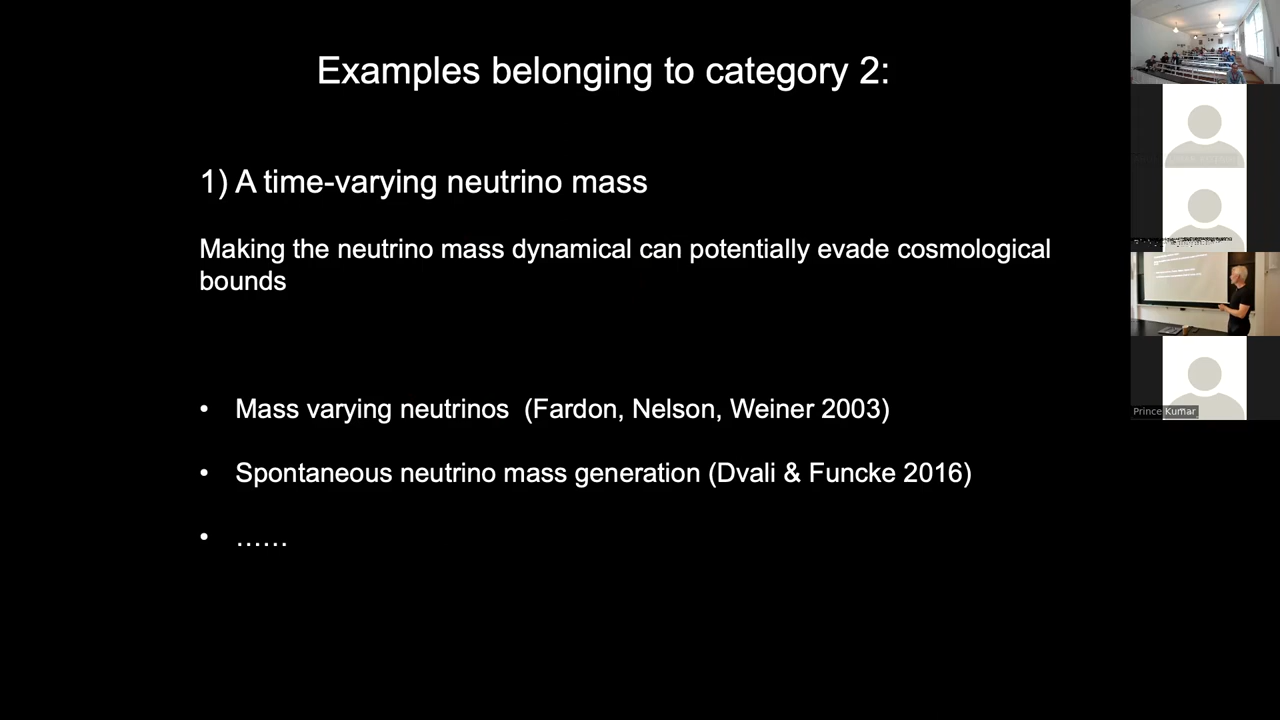 Examples belonging to category 2:
1) A time-varying neutrino mass
Making the neutrino mass dynamical can potentially evade cosmological
bounds
• Mass varying neutrinos (Fardon, Nelson, Weiner 2003)
• Spontaneous neutrino mass generation (Dvali & Funcke 2016)
• ……
Prince Kumar